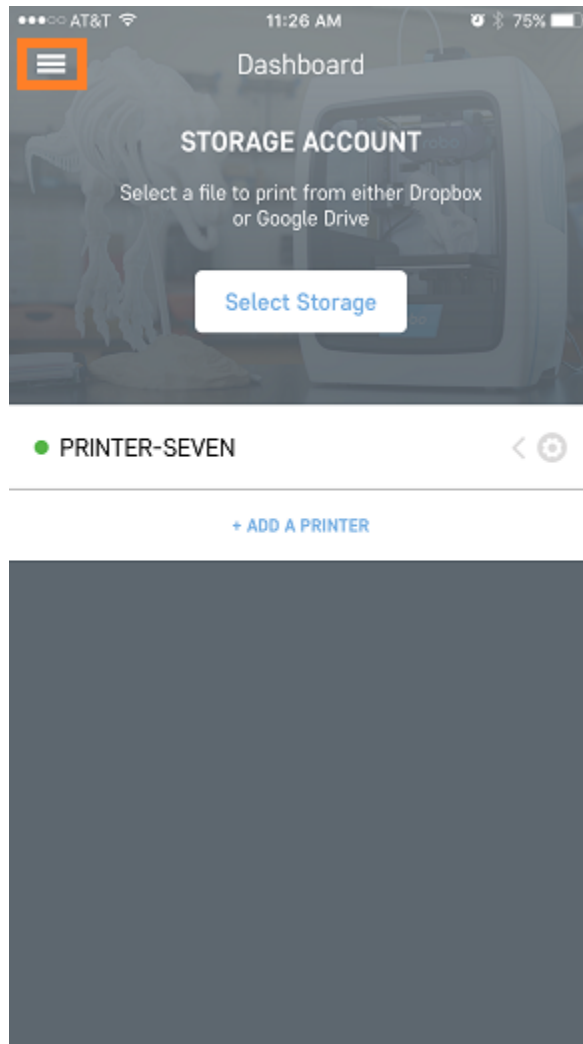 AT&T 11:26 AM 75%
Dashboard
STORAGE ACCOUNT
Select a file to print from either Dropbox
or Google Drive
Select Storage
PRINTER-SEVEN
+ ADD A PRINTER